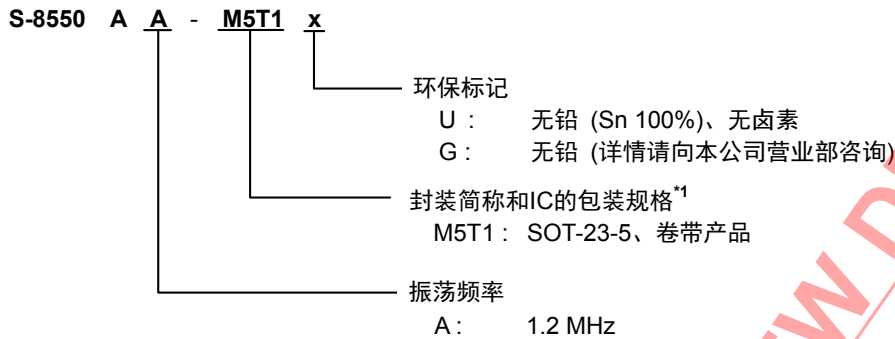 S-8550 A A - M5T1 x
环保标记
U : 无铅 (Sn 100%)、无卤素
G : 无铅 (详情请向本公司营业部咨询)
封装简称和IC的包装规格*1
M5T1 : SOT-23-5、卷带产品
振荡频率
A : 1.2 MHz